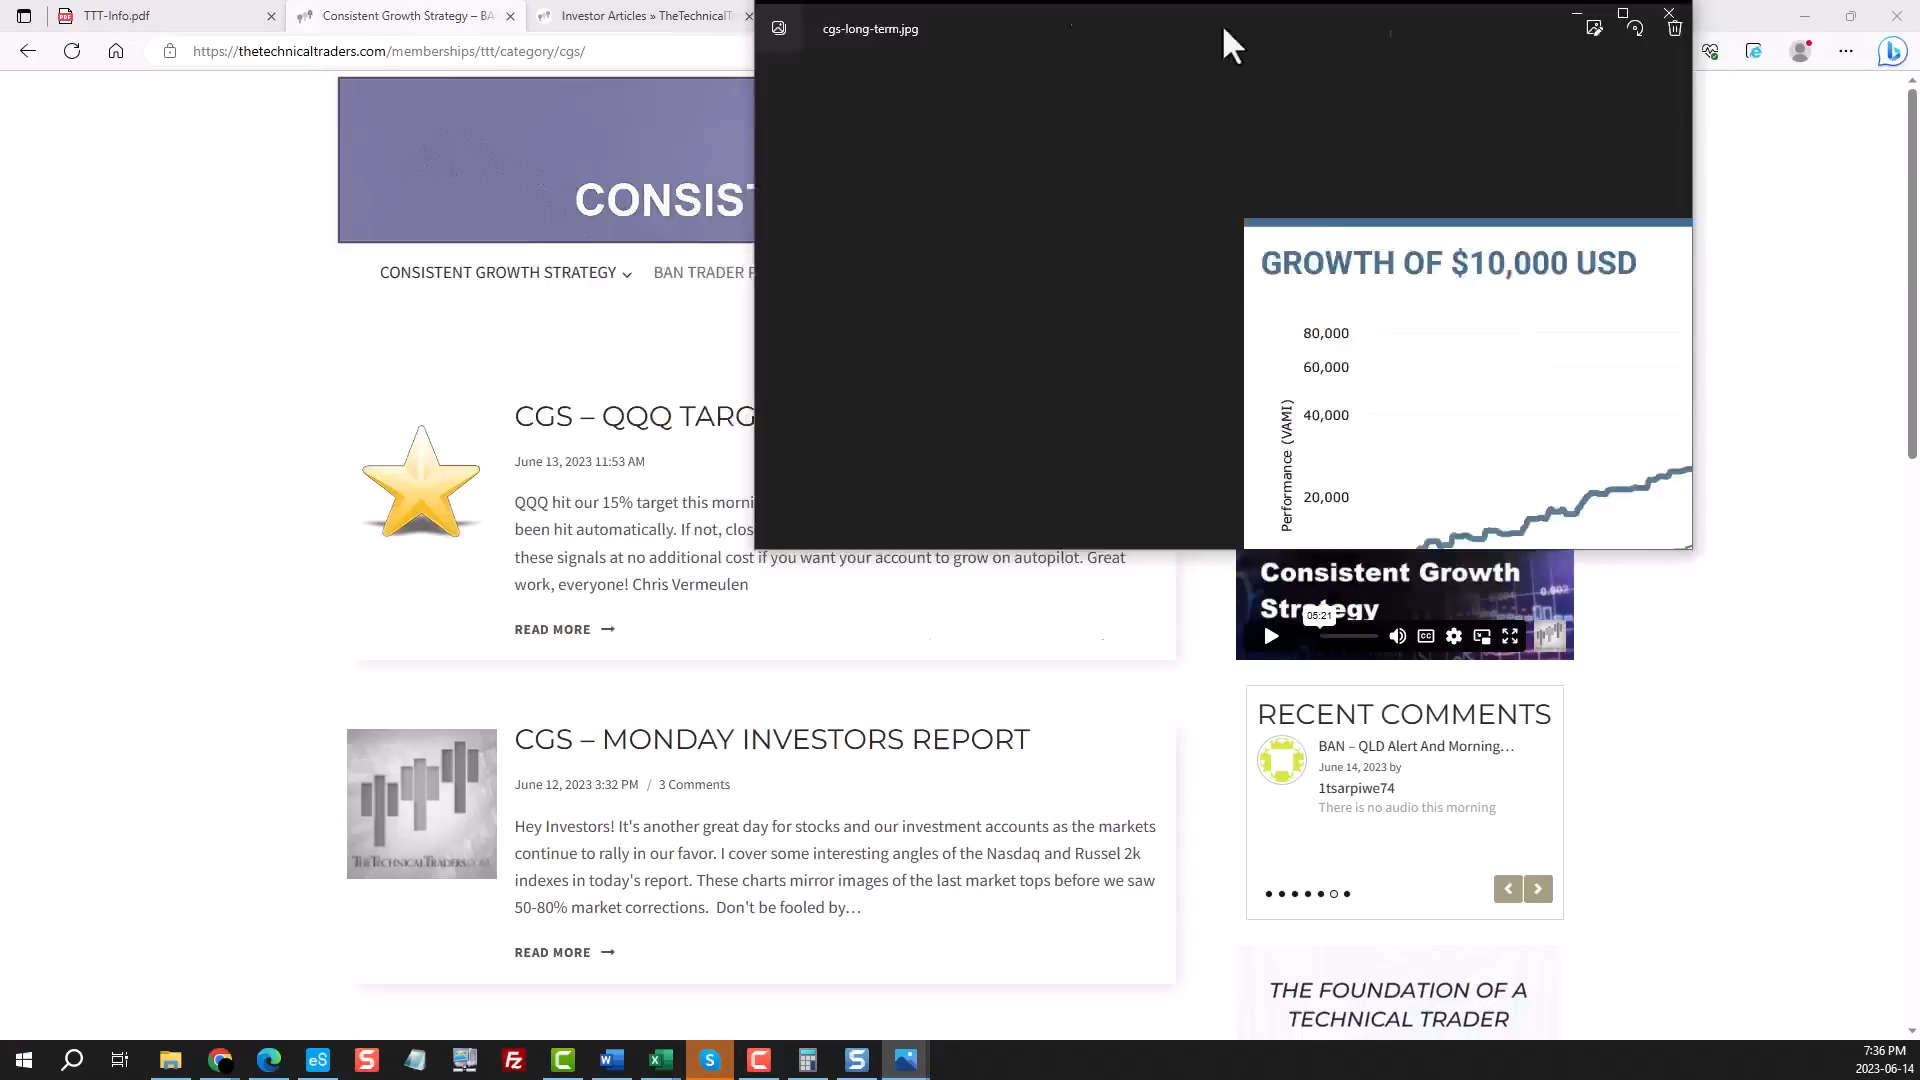 TTT-Info.pdf
Consistent Growth Strategy – BA
Investor Articles » TheTechnicalT
https://thetechnicaltraders.com/memberships/ttt/category/cgs/
cgs-long-term.jpg
CONSIST
CONSISTENT GROWTH STRATEGY
BAN TRADER P
GROWTH OF $10,000 USD
80,000
60,000
40,000
20,000
Performance (VAMI)
CGS – QQQ TARG
June 13, 2023 11:53 AM
QQQ hit our 15% target this morni
been hit automatically. If not, clos
these signals at no additional cost if you want your account to grow on autopilot. Great
work, everyone! Chris Vermeulen
READ MORE
Consistent Growth
Strategy
05:21
CC
CGS – MONDAY INVESTORS REPORT
June 12, 2023 3:32 PM / 3 Comments
Hey Investors! It's another great day for stocks and our investment accounts as the markets
continue to rally in our favor. I cover some interesting angles of the Nasdaq and Russel 2k
indexes in today's report. These charts mirror images of the last market tops before we saw
50-80% market corrections. Don't be fooled by…
READ MORE
THETECHNICALTRADERS
RECENT COMMENTS
BAN – QLD Alert And Morning…
June 14, 2023 by
1tsarpiwe74
There is no audio this morning
THE FOUNDATION OF A
TECHNICAL TRADER
7:36 PM
2023-06-14